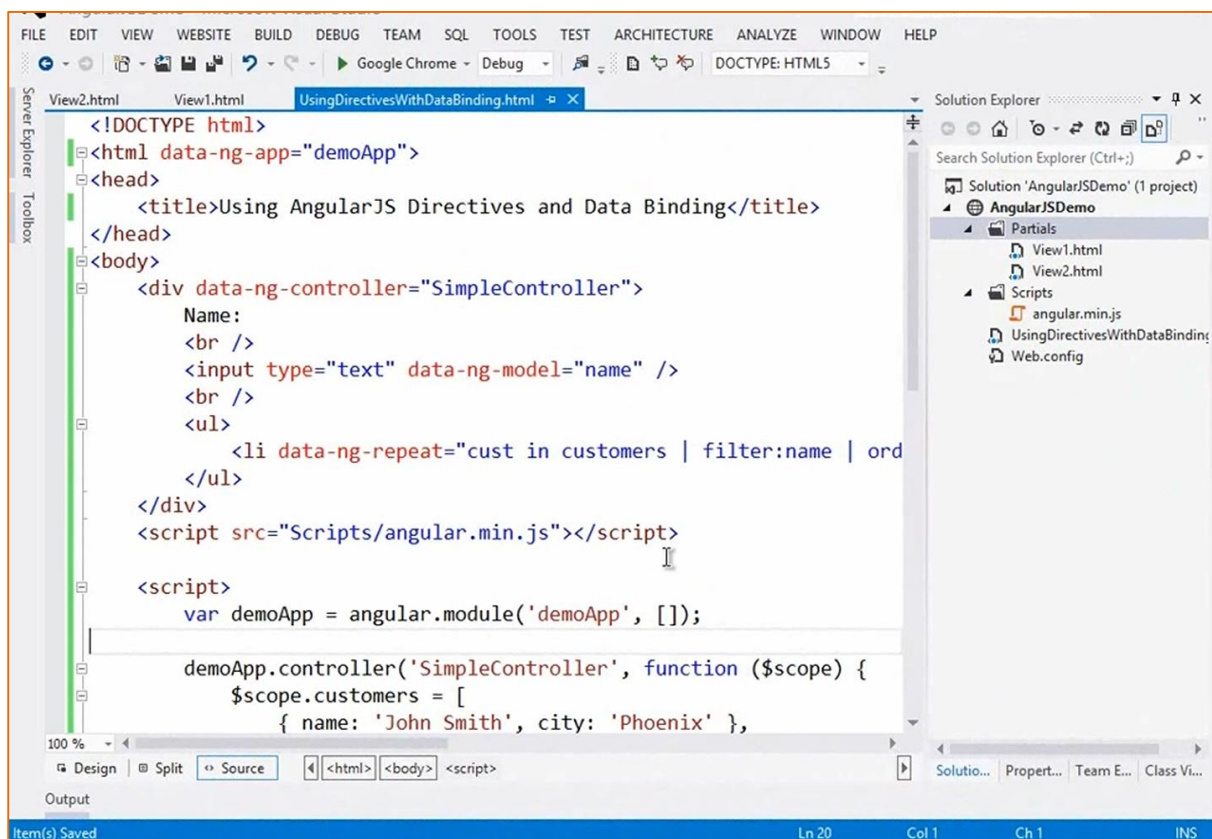 FILE EDIT VIEW WEBSITE BUILD DEBUG TEAM SQL TOOLS TEST ARCHITECTURE ANALYZE WINDOW HELP
Google Chrome Debug DOCTYPE: HTML5
Server Explorer
Toolbox
View2.html View1.html UsingDirectivesWithDataBinding.html
<!DOCTYPE html>
<html data-ng-app="demoApp">
<head>
<title>Using AngularJS Directives and Data Binding</title>
</head>
<body>
<div data-ng-controller="SimpleController">
Name:
<br />
<input type="text" data-ng-model="name" />
<br />
<ul>
<li data-ng-repeat="cust in customers | filter:name | ord
</ul>
</div>
<script src="Scripts/angular.min.js"></script>
<script>
var demoApp = angular.module('demoApp', []);
demoApp.controller('SimpleController', function ($scope) {
$scope.customers = [
{ name: 'John Smith', city: 'Phoenix' },
100 %
Design Split Source <html> <body> <script>
Solution Explorer
Search Solution Explorer (Ctrl+;)
Solution 'AngularJSDemo' (1 project)
AngularJSDemo
Partials
View1.html
View2.html
Scripts
angular.min.js
UsingDirectivesWithDataBinding
Web.config
Solutio... Propert... Team E... Class Vi...
Output
Item(s) Saved Ln 20 Col 1 Ch 1 INS